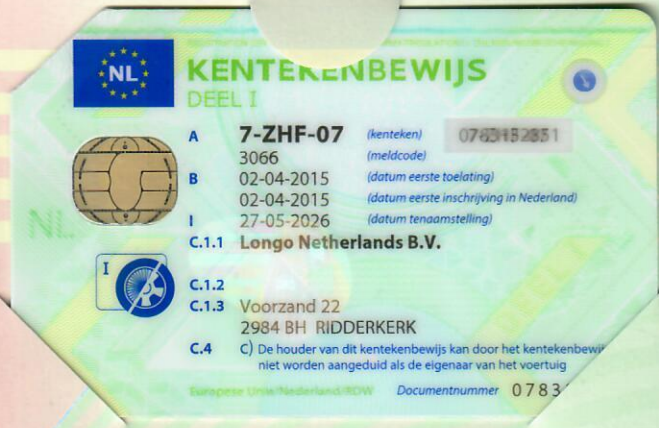 NL
KENTEKENBEWIJS
DEEL I
A 7-ZHF-07 (kenteken)
3066 (meldcode)
B 02-04-2015 (datum eerste toelating)
02-04-2015 (datum eerste inschrijving in Nederland)
I 27-05-2026 (datum tenaamstelling)
C.1.1 Longo Netherlands B.V.
NL
I
C.1.2
C.1.3 Voorzand 22
2984 BH RIDDERKERK
C.4 C) De houder van dit kentekenbewijs kan door het kentekenbewij
niet worden aangeduid als de eigenaar van het voertuig
Europese Unie/Nederland/RDW Documentnummer 0783